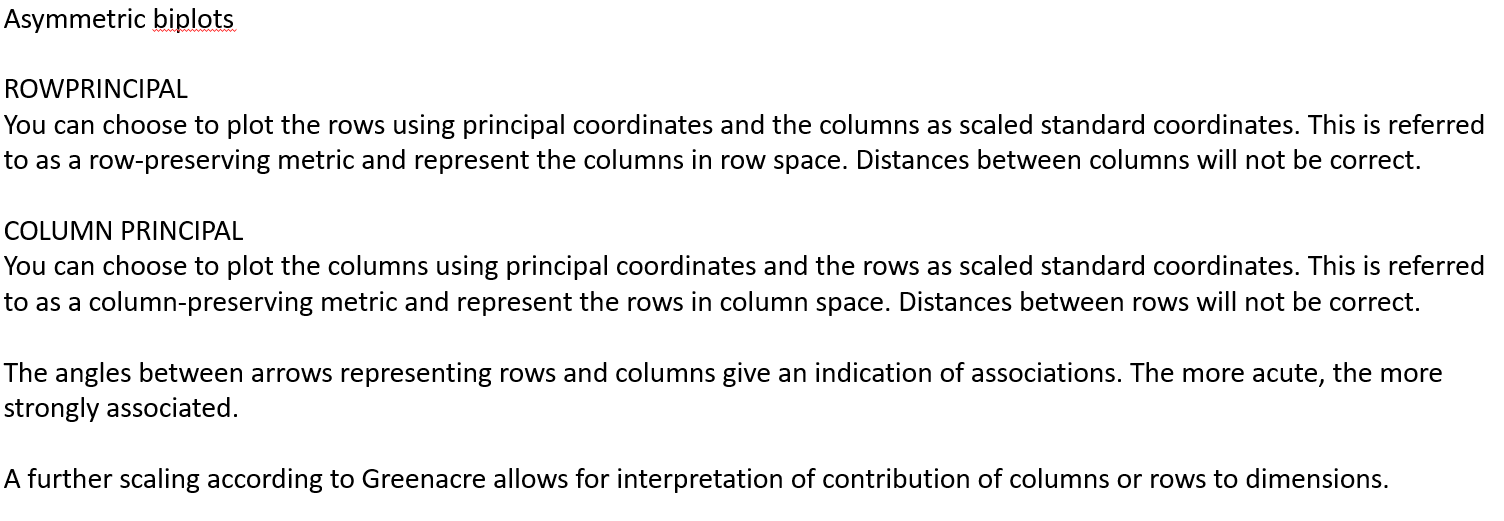 Asymmetric biplots
ROWPRINCIPAL
You can choose to plot the rows using principal coordinates and the columns as scaled standard coordinates. This is referred
to as a row-preserving metric and represent the columns in row space. Distances between columns will not be correct.
COLUMN PRINCIPAL
You can choose to plot the columns using principal coordinates and the rows as scaled standard coordinates. This is referred
to as a column-preserving metric and represent the rows in column space. Distances between rows will not be correct.
The angles between arrows representing rows and columns give an indication of associations. The more acute, the more
strongly associated.
A further scaling according to Greenacre allows for interpretation of contribution of columns or rows to dimensions.